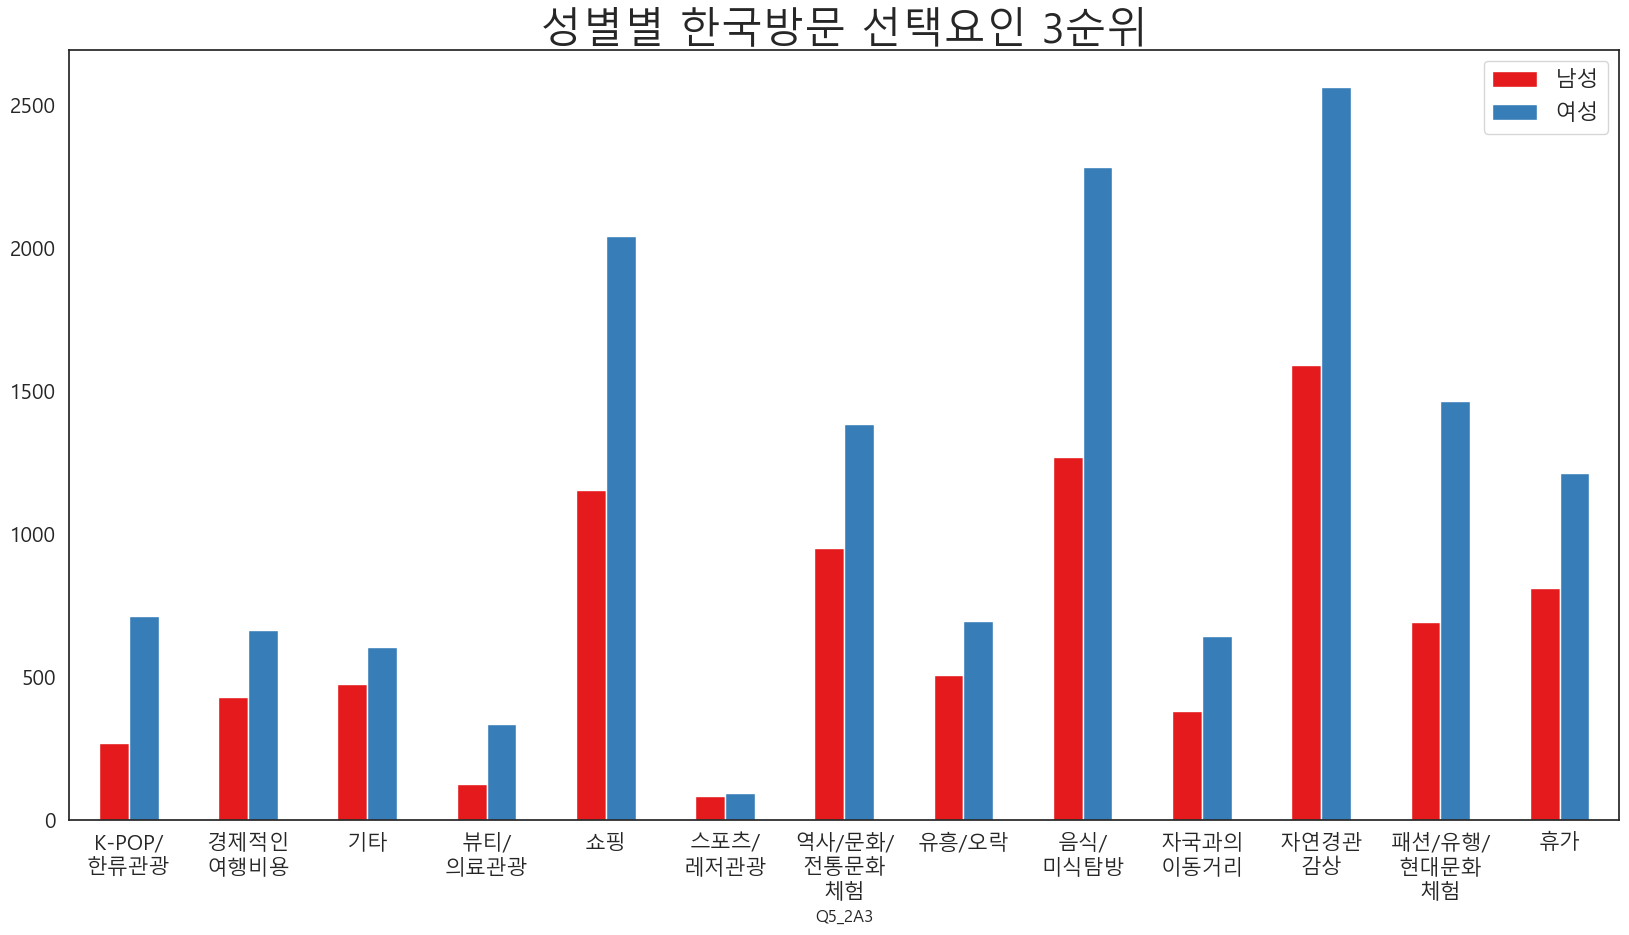 성별별 한국방문 선택요인 3순위
남성
여성
2500
2000
1500
1000
500
0
K-POP/
한류관광
경제적인
여행비용
기타
뷰티/
의료관광
쇼핑
스포츠/
레저관광
역사/문화/
전통문화
체험
유흥/오락
음식/
미식탐방
자국과의
이동거리
자연경관
감상
패션/유행/
현대문화
체험
휴가
Q5_2A3